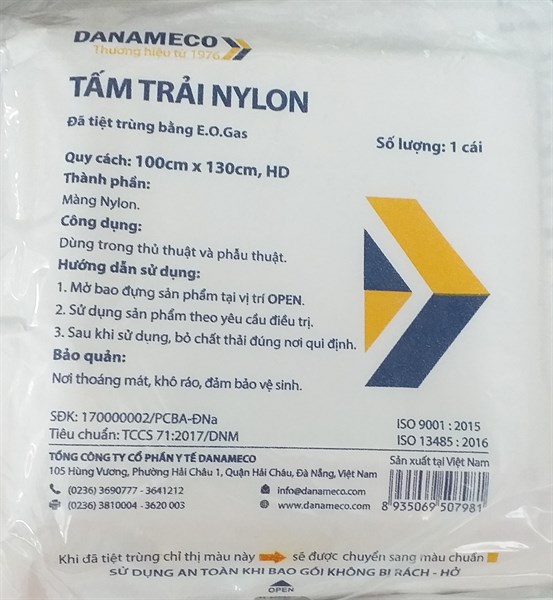 DANAMECO
Thương hiệu từ 1976
TẤM TRẢI NYLON
Đã tiệt trùng bằng E.O.Gas
Số lượng: 1 cái
Quy cách: 100cm x 130cm, HD
Thành phần:
Màng Nylon.
Công dụng:
Dùng trong thủ thuật và phẫu thuật.
Hướng dẫn sử dụng:
1. Mở bao đựng sản phẩm tại vị trí OPEN.
2. Sử dụng sản phẩm theo yêu cầu điều trị.
3. Sau khi sử dụng, bỏ chất thải đúng nơi qui định.
Bảo quản:
Nơi thoáng mát, khô ráo, đảm bảo vệ sinh.
SĐK: 170000002/PCBA-ĐNa
Tiêu chuẩn: TCCS 71:2017/DNM
ISO 9001 : 2015
ISO 13485 : 2016
TỔNG CÔNG TY CỔ PHẦN Y TẾ DANAMECO
105 Hùng Vương, Phường Hải Châu 1, Quận Hải Châu, Đà Nẵng, Việt Nam
(0236) 3690777 - 3641212
(0236) 3810004 - 3620 003
info@danameco.com
www.danameco.com
Sản xuất tại Việt Nam
8 935069 507981
Khi đã tiệt trùng chỉ thị màu này sẽ được chuyển sang màu chuẩn
SỬ DỤNG AN TOÀN KHI BAO GÓI KHÔNG BỊ RÁCH - HỞ
OPEN